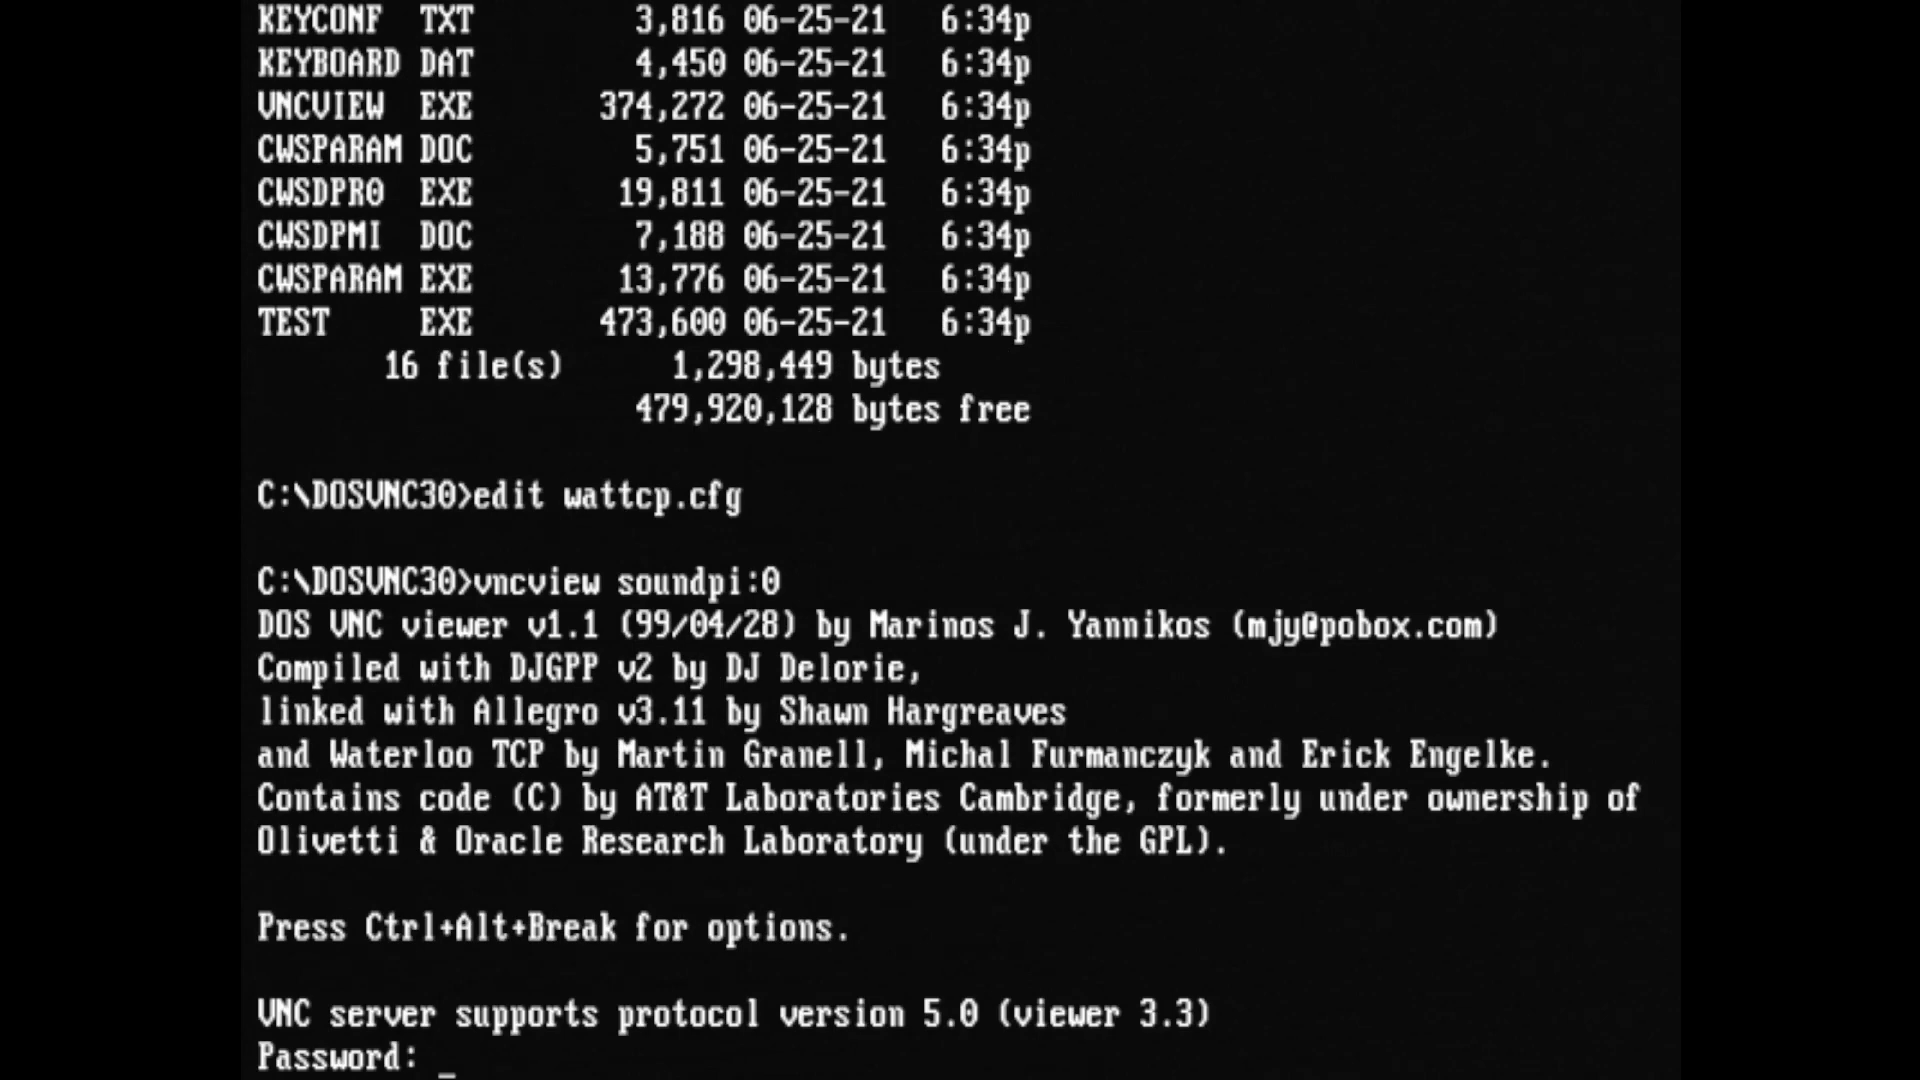 KEYCONF  TXT         3,816 06-25-21   6:34p
KEYBOARD DAT         4,450 06-25-21   6:34p
VNCVIEW  EXE       374,272 06-25-21   6:34p
CWSPARAM DOC         5,751 06-25-21   6:34p
CWSDPR0  EXE        19,811 06-25-21   6:34p
CWSDPMI  DOC         7,188 06-25-21   6:34p
CWSPARAM EXE        13,776 06-25-21   6:34p
TEST     EXE       473,600 06-25-21   6:34p
       16 file(s)      1,298,449 bytes
                     479,920,128 bytes free
C:\DOSVNC30>edit wattcp.cfg
C:\DOSVNC30>vncview soundpi:0
DOS VNC viewer v1.1 (99/04/28) by Marinos J. Yannikos (mjy@pobox.com)
Compiled with DJGPP v2 by DJ Delorie,
linked with Allegro v3.11 by Shawn Hargreaves
and Waterloo TCP by Martin Granell, Michal Furmanczyk and Erick Engelke.
Contains code (C) by AT&T Laboratories Cambridge, formerly under ownership of
Olivetti & Oracle Research Laboratory (under the GPL).
Press Ctrl+Alt+Break for options.
VNC server supports protocol version 5.0 (viewer 3.3)
Password: _